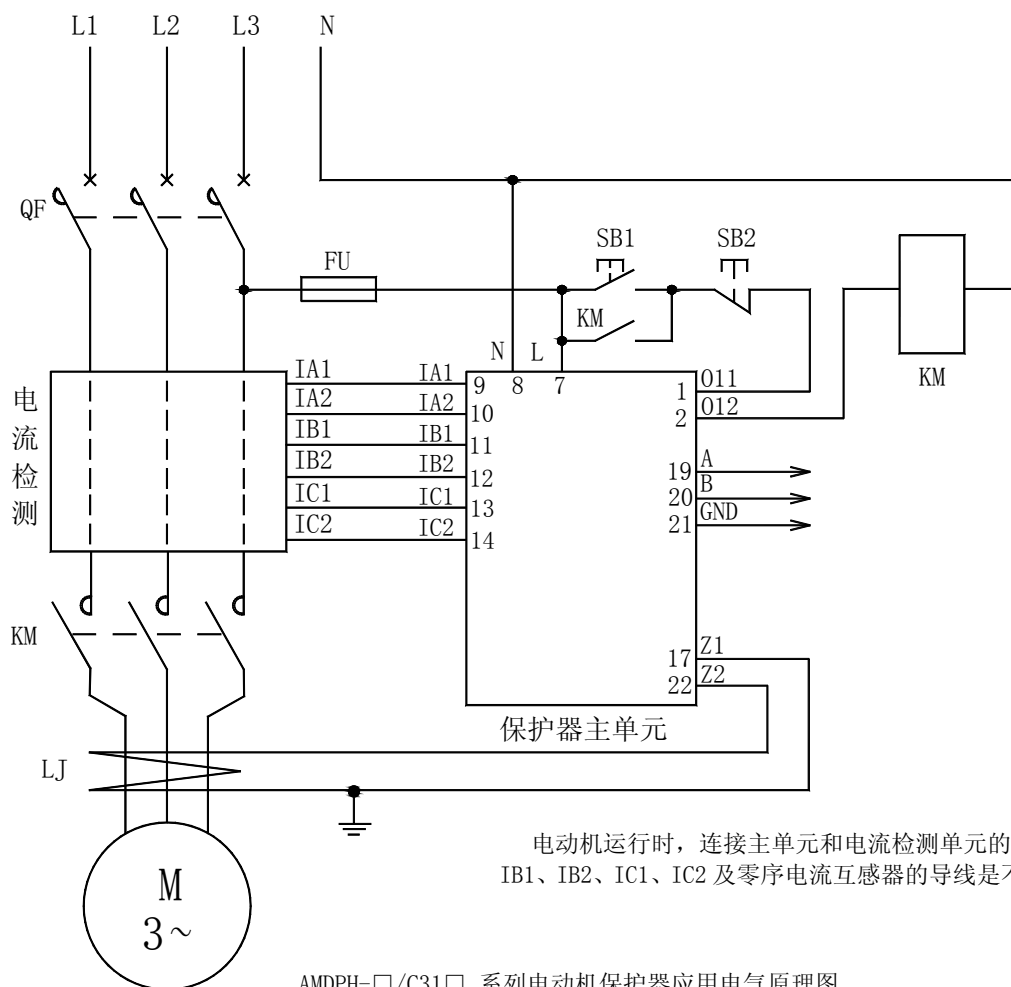 L1 L2 L3 N
QF
FU
SB1 SB2
KM
N L
KM
电流检测
IA1 IA1 9 8 7
IA2 IA2 10
IB1 IB1 11
IB2 IB2 12
IC1 IC1 13
IC2 IC2 14
1 O11
2 O12
19 A
20 B
21 GND
KM
17 Z1
22 Z2
保护器主单元
LJ
电动机运行时，连接主单元和电流检测单元的
IB1、IB2、IC1、IC2 及零序电流互感器的导线是
M
3～
AMDPH-□/C31□ 系列电动机保护器应用电气原理图